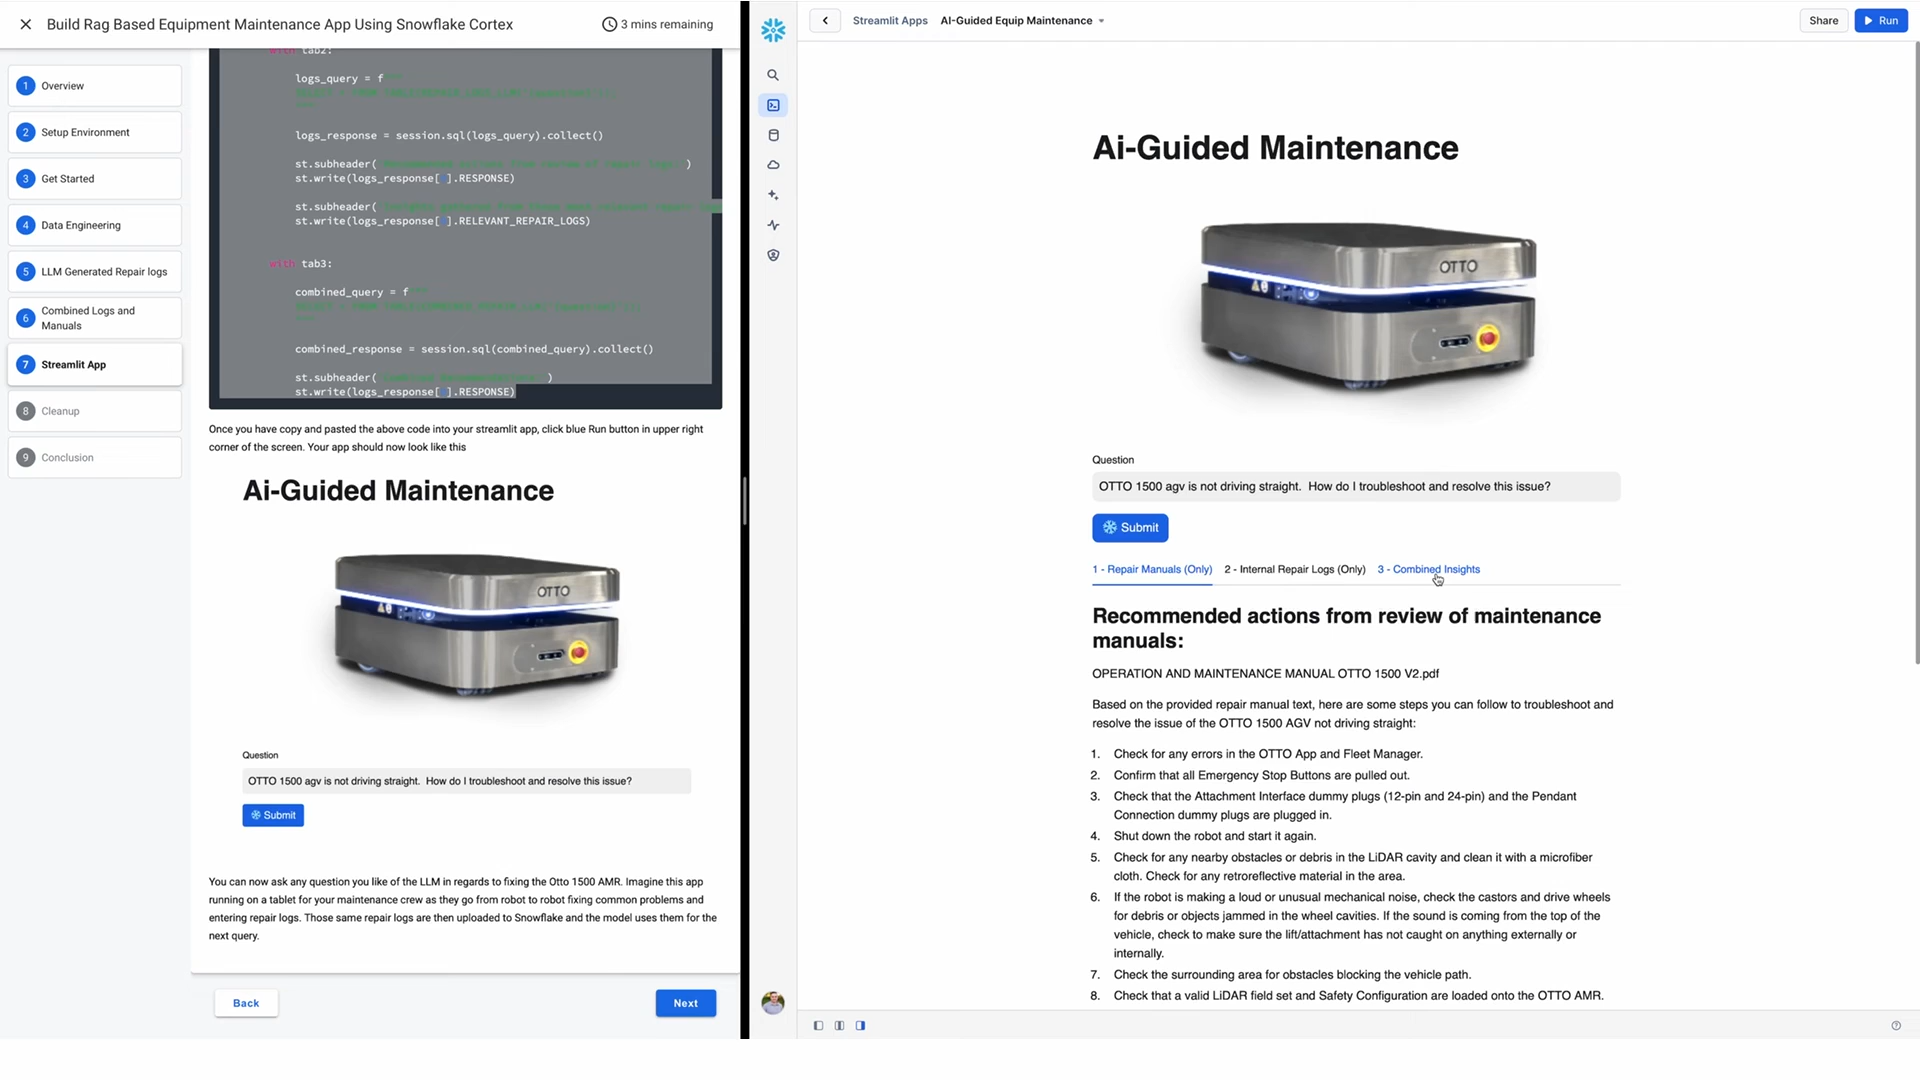 Build Rag Based Equipment Maintenance App Using Snowflake Cortex
3 mins remaining
1 Overview
2 Setup Environment
3 Get Started
4 Data Engineering
5 LLM Generated Repair logs
6 Combined Logs and
Manuals
7 Streamlit App
8 Cleanup
9 Conclusion
with tab2:
logs_query = f
logs_response = session.sql(logs_query).collect()
st.subheader( )
st.write(logs_response[ ].RESPONSE)
st.subheader(
st.write(logs_response[ ].RELEVANT_REPAIR_LOGS)
with tab3:
combined_query = f
combined_response = session.sql(combined_query).collect()
st.subheader( )
st.write(logs_response[ ].RESPONSE)
Once you have copy and pasted the above code into your streamlit app, click blue Run button in upper right
corner of the screen. Your app should now look like this
Ai-Guided Maintenance
OTTO
Question
OTTO 1500 agv is not driving straight. How do I troubleshoot and resolve this issue?
Submit
You can now ask any question you like of the LLM in regards to fixing the Otto 1500 AMR. Imagine this app
running on a tablet for your maintenance crew as they go from robot to robot fixing common problems and
entering repair logs. Those same repair logs are then uploaded to Snowflake and the model uses them for the
next query.
Back
Next
Streamlit Apps
AI-Guided Equip Maintenance
Share
Run
Ai-Guided Maintenance
OTTO
Question
OTTO 1500 agv is not driving straight. How do I troubleshoot and resolve this issue?
Submit
1 - Repair Manuals (Only)
2 - Internal Repair Logs (Only)
3 - Combined Insights
Recommended actions from review of maintenance
manuals:
OPERATION AND MAINTENANCE MANUAL OTTO 1500 V2.pdf
Based on the provided repair manual text, here are some steps you can follow to troubleshoot and
resolve the issue of the OTTO 1500 AGV not driving straight:
1. Check for any errors in the OTTO App and Fleet Manager.
2. Confirm that all Emergency Stop Buttons are pulled out.
3. Check that the Attachment Interface dummy plugs (12-pin and 24-pin) and the Pendant
Connection dummy plugs are plugged in.
4. Shut down the robot and start it again.
5. Check for any nearby obstacles or debris in the LiDAR cavity and clean it with a microfiber
cloth. Check for any retroreflective material in the area.
6. If the robot is making a loud or unusual mechanical noise, check the castors and drive wheels
for debris or objects jammed in the wheel cavities. If the sound is coming from the top of the
vehicle, check to make sure the lift/attachment has not caught on anything externally or
internally.
7. Check the surrounding area for obstacles blocking the vehicle path.
8. Check that a valid LiDAR field set and Safety Configuration are loaded onto the OTTO AMR.